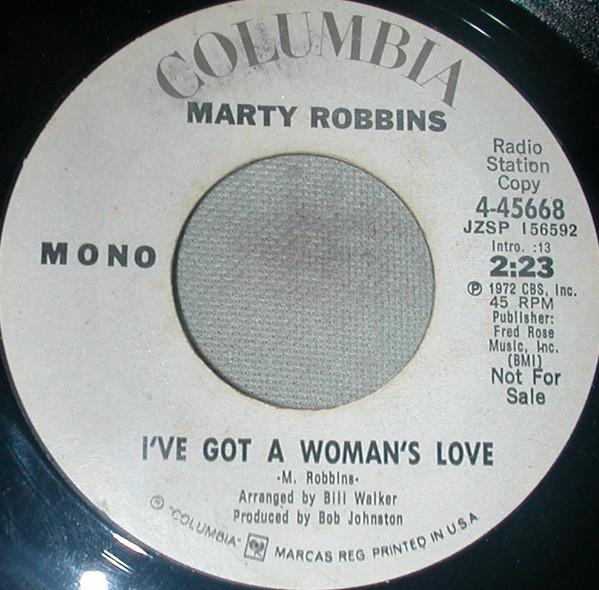 COLUMBIA
MARTY ROBBINS
MONO
Radio
Station
Copy
4-45668
JZSP 156592
Intro. :13
2:23
Ⓟ 1972 CBS, Inc.
45 RPM
Publisher:
Fred Rose
Music, Inc.
(BMI)
Not For
Sale
I'VE GOT A WOMAN'S LOVE
-M. Robbins-
Arranged by Bill Walker
Produced by Bob Johnston
© "COLUMBIA" MARCAS REG. PRINTED IN U.S.A.